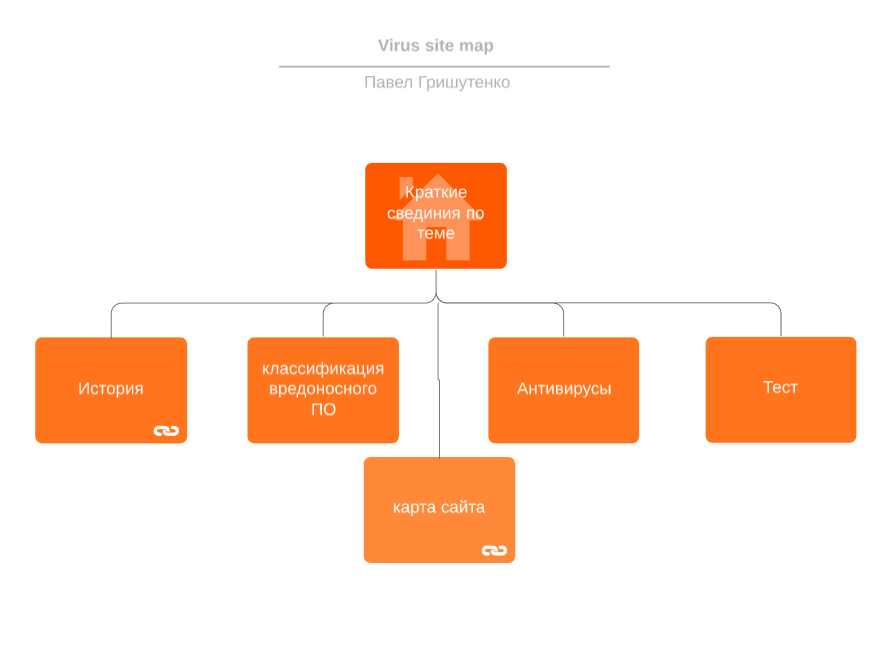 Virus site map
Павел Гришутенко
Краткие
свединия по
теме
История
классификация
вредоносного
ПО
Антивирусы
Тест
карта сайта